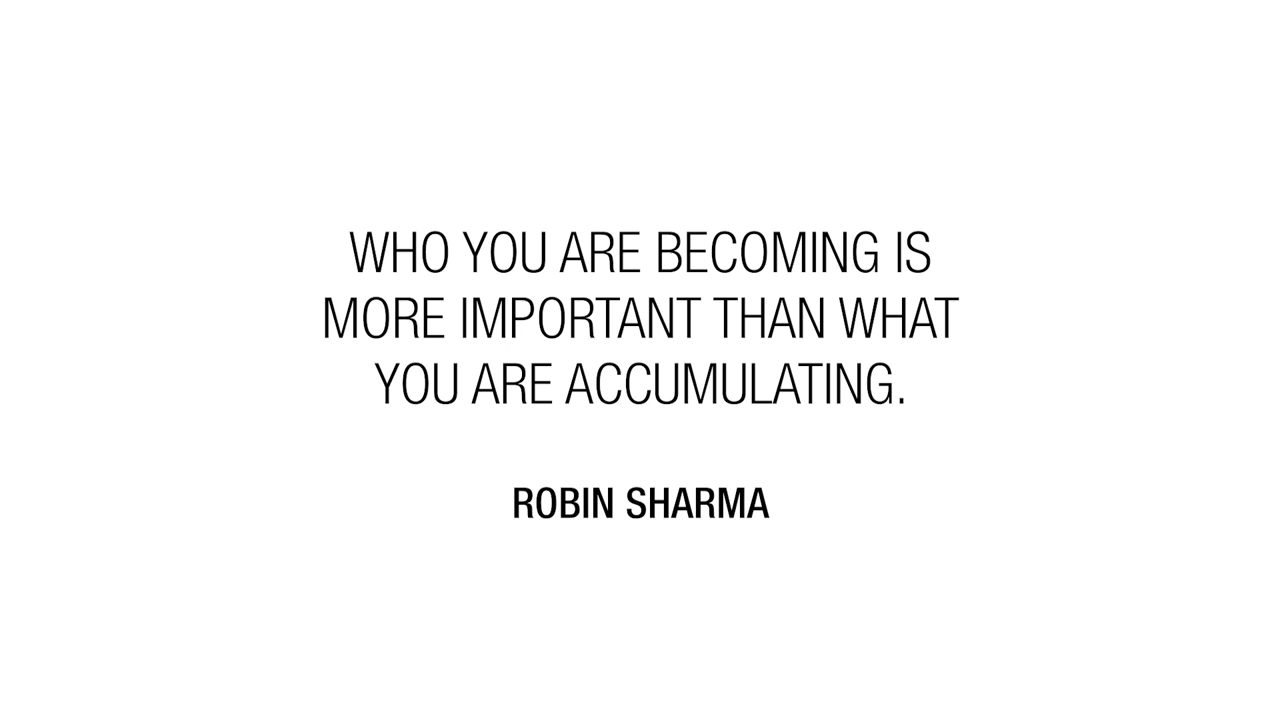 WHO YOU ARE BECOMING IS
MORE IMPORTANT THAN WHAT
YOU ARE ACCUMULATING.
ROBIN SHARMA